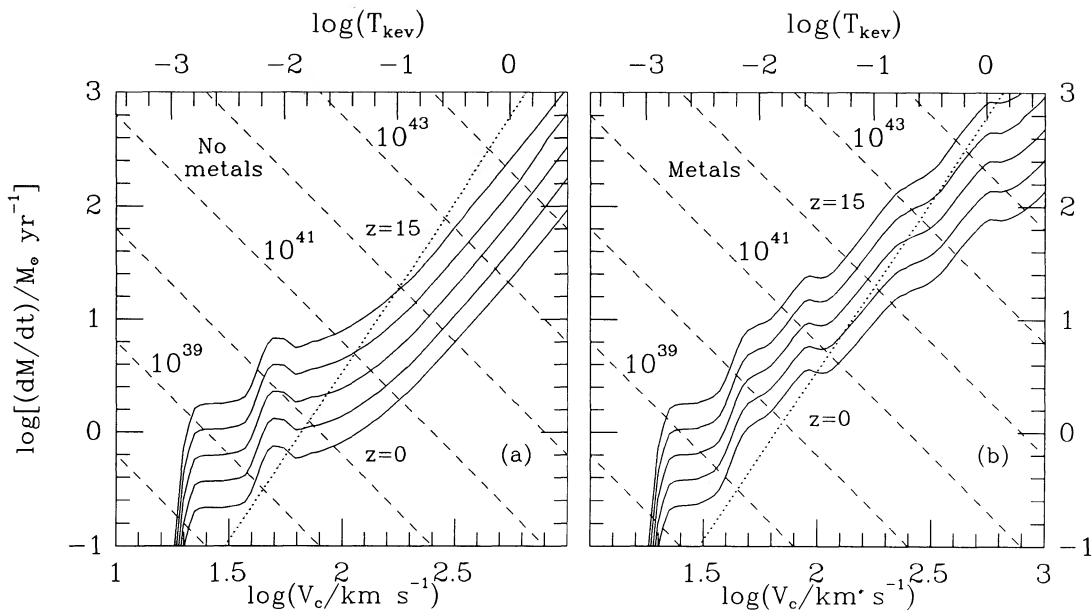 log(T_kev) log(T_kev)
−3 −2 −1 0 −3 −2 −1 0
3 3
10^43 10^43
No
metals
Metals
z=15 z=15
2 2
10^41 10^41
log[(dM/dt)/M_⊙ yr^−1]
1 1
10^39 10^39
z=0 z=0
0 0
(a) (b)
−1 −1
1 1.5 2 2.5 1.5 2 2.5 3
log(V_c/km s^−1) log(V_c/km s^−1)